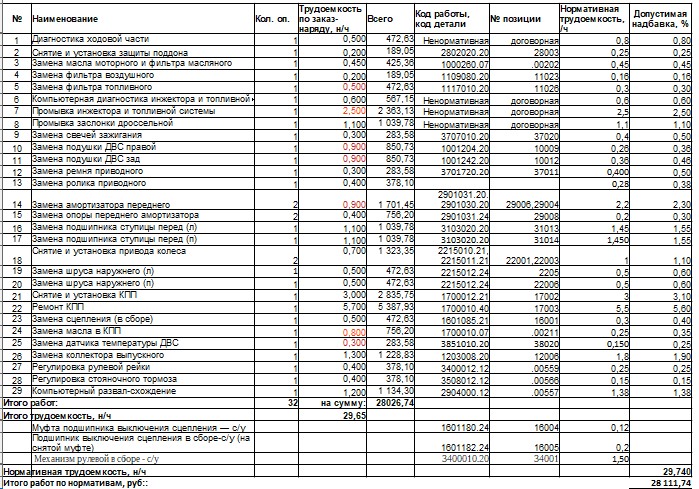 № Наименование Кол. оп. Трудоемкость по заказ-наряду, н/ч Всего Код работы, код детали № позиции Нормативная трудоемкость, /ч Допустимая надбавка, %
1 Диагностика ходовой части 1 0,500 472,63 Ненормативная договорная 0,8 0,80
2 Снятие и установка защиты поддона 1 0,200 189,05 2802020.20 28003 0,25 0,25
3 Замена масла моторного и фильтра масляного 1 0,450 425,36 1000260.07 .00202 0,45 0,45
4 Замена фильтра воздушного 1 0,200 189,05 1109080.20 11023 0,16 0,16
5 Замена фильтра топливного 1 0,500 472,63 1117010.20 11026 0,3 0,30
6 Компьютерная диагностика инжектора и топливной 1 0,600 567,15 Ненормативная договорная 0,6 0,60
7 Промывка инжектора и топливной системы 1 2,500 2 363,13 Ненормативная договорная 2,5 2,50
8 Промывка заслонки дроссельной 1 1,100 1 039,78 Ненормативная договорная 1,1 1,10
9 Замена свечей зажигания 1 0,300 283,58 3707010.20 37020 0,4 0,50
10 Замена подушки ДВС правой 1 0,900 850,73 1001204.20 10009 0,26 0,36
11 Замена подушки ДВС зад 1 0,900 850,73 1001242.20 10012 0,36 0,46
12 Замена ремня приводного 1 0,300 283,58 3701720.20 37011 0,400 0,50
13 Замена ролика приводного 1 0,400 378,10 0,28 0,38
14 Замена амортизатора переднего 2 0,900 1 701,45 2901031.20. 2901030.20 29006,29004 2,2 2,30
15 Замена опоры переднего амортизатора 2 0,400 756,20 2901031.24 29008 0,2 0,30
16 Замена подшипника ступицы перед (л) 1 1,100 1 039,78 3103020.20 31013 1,45 1,55
17 Замена подшипника ступицы перед (п) 1 1,100 1 039,78 3103020.20 31014 1,450 1,55
18 Снятие и установка привода колеса 2 0,700 1 323,35 2215010.21, 2215011.21 22001,22003 1 1,10
19 Замена шруса наружнего (л) 1 0,500 472,63 2215012.24 2205 0,5 0,60
20 Замена шруса наружнего (п) 1 0,500 472,63 2215012.24 22006 0,5 0,60
21 Снятие и установка КПП 1 3,000 2 835,75 1700012.21 17002 3 3,10
22 Ремонт КПП 1 5,700 5 387,93 1700010.40 17003 5,5 5,60
23 Замена сцепления (в сборе) 1 0,500 472,63 1601085.21 16001 0,3 0,40
24 Замена масла в КПП 1 0,800 756,20 1700010.07 .00211 0,25 0,35
25 Замена датчика температуры ДВС 1 0,300 283,58 3851010.20 38020 0,150 0,25
26 Замена коллектора выпускного 1 1,300 1 228,83 1203008.20 12006 1,8 1,90
27 Регулировка рулевой рейки 1 0,400 378,10 3400012.12 .00559 0,25 0,25
28 Регулировка стояночного тормоза 1 0,400 378,10 3508012.12 .00566 0,15 0,15
29 Компьютерный развал-схождение 1 1,200 1 134,30 2904000.12 .00557 1,38 1,38
Итого работ: 32 на сумму: 28026,74
Итого трудоемкость, н/ч 29,65
Муфта подшипника выключения сцепления — с/у 1601180.24 16004 0,12
Подшипник выключения сцепления в сборе-с/у (на снятой муфте) 1601182.24 16005 0,2
Механизм рулевой в сборе - с/у 3400010.20 34001 1,50
Нормативная трудоемкость, н/ч 29,740
Итого работ по нормативам, руб:: 28 111,74